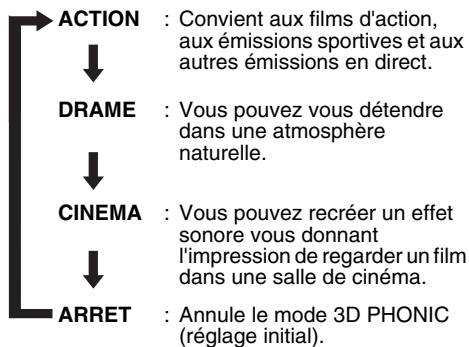 ACTION : Convient aux films d'action,
aux émissions sportives et aux
autres émissions en direct.
DRAME : Vous pouvez vous détendre
dans une atmosphère
naturelle.
CINEMA : Vous pouvez recréer un effet
sonore vous donnant
l'impression de regarder un film
dans une salle de cinéma.
ARRET : Annule le mode 3D PHONIC
(réglage initial).